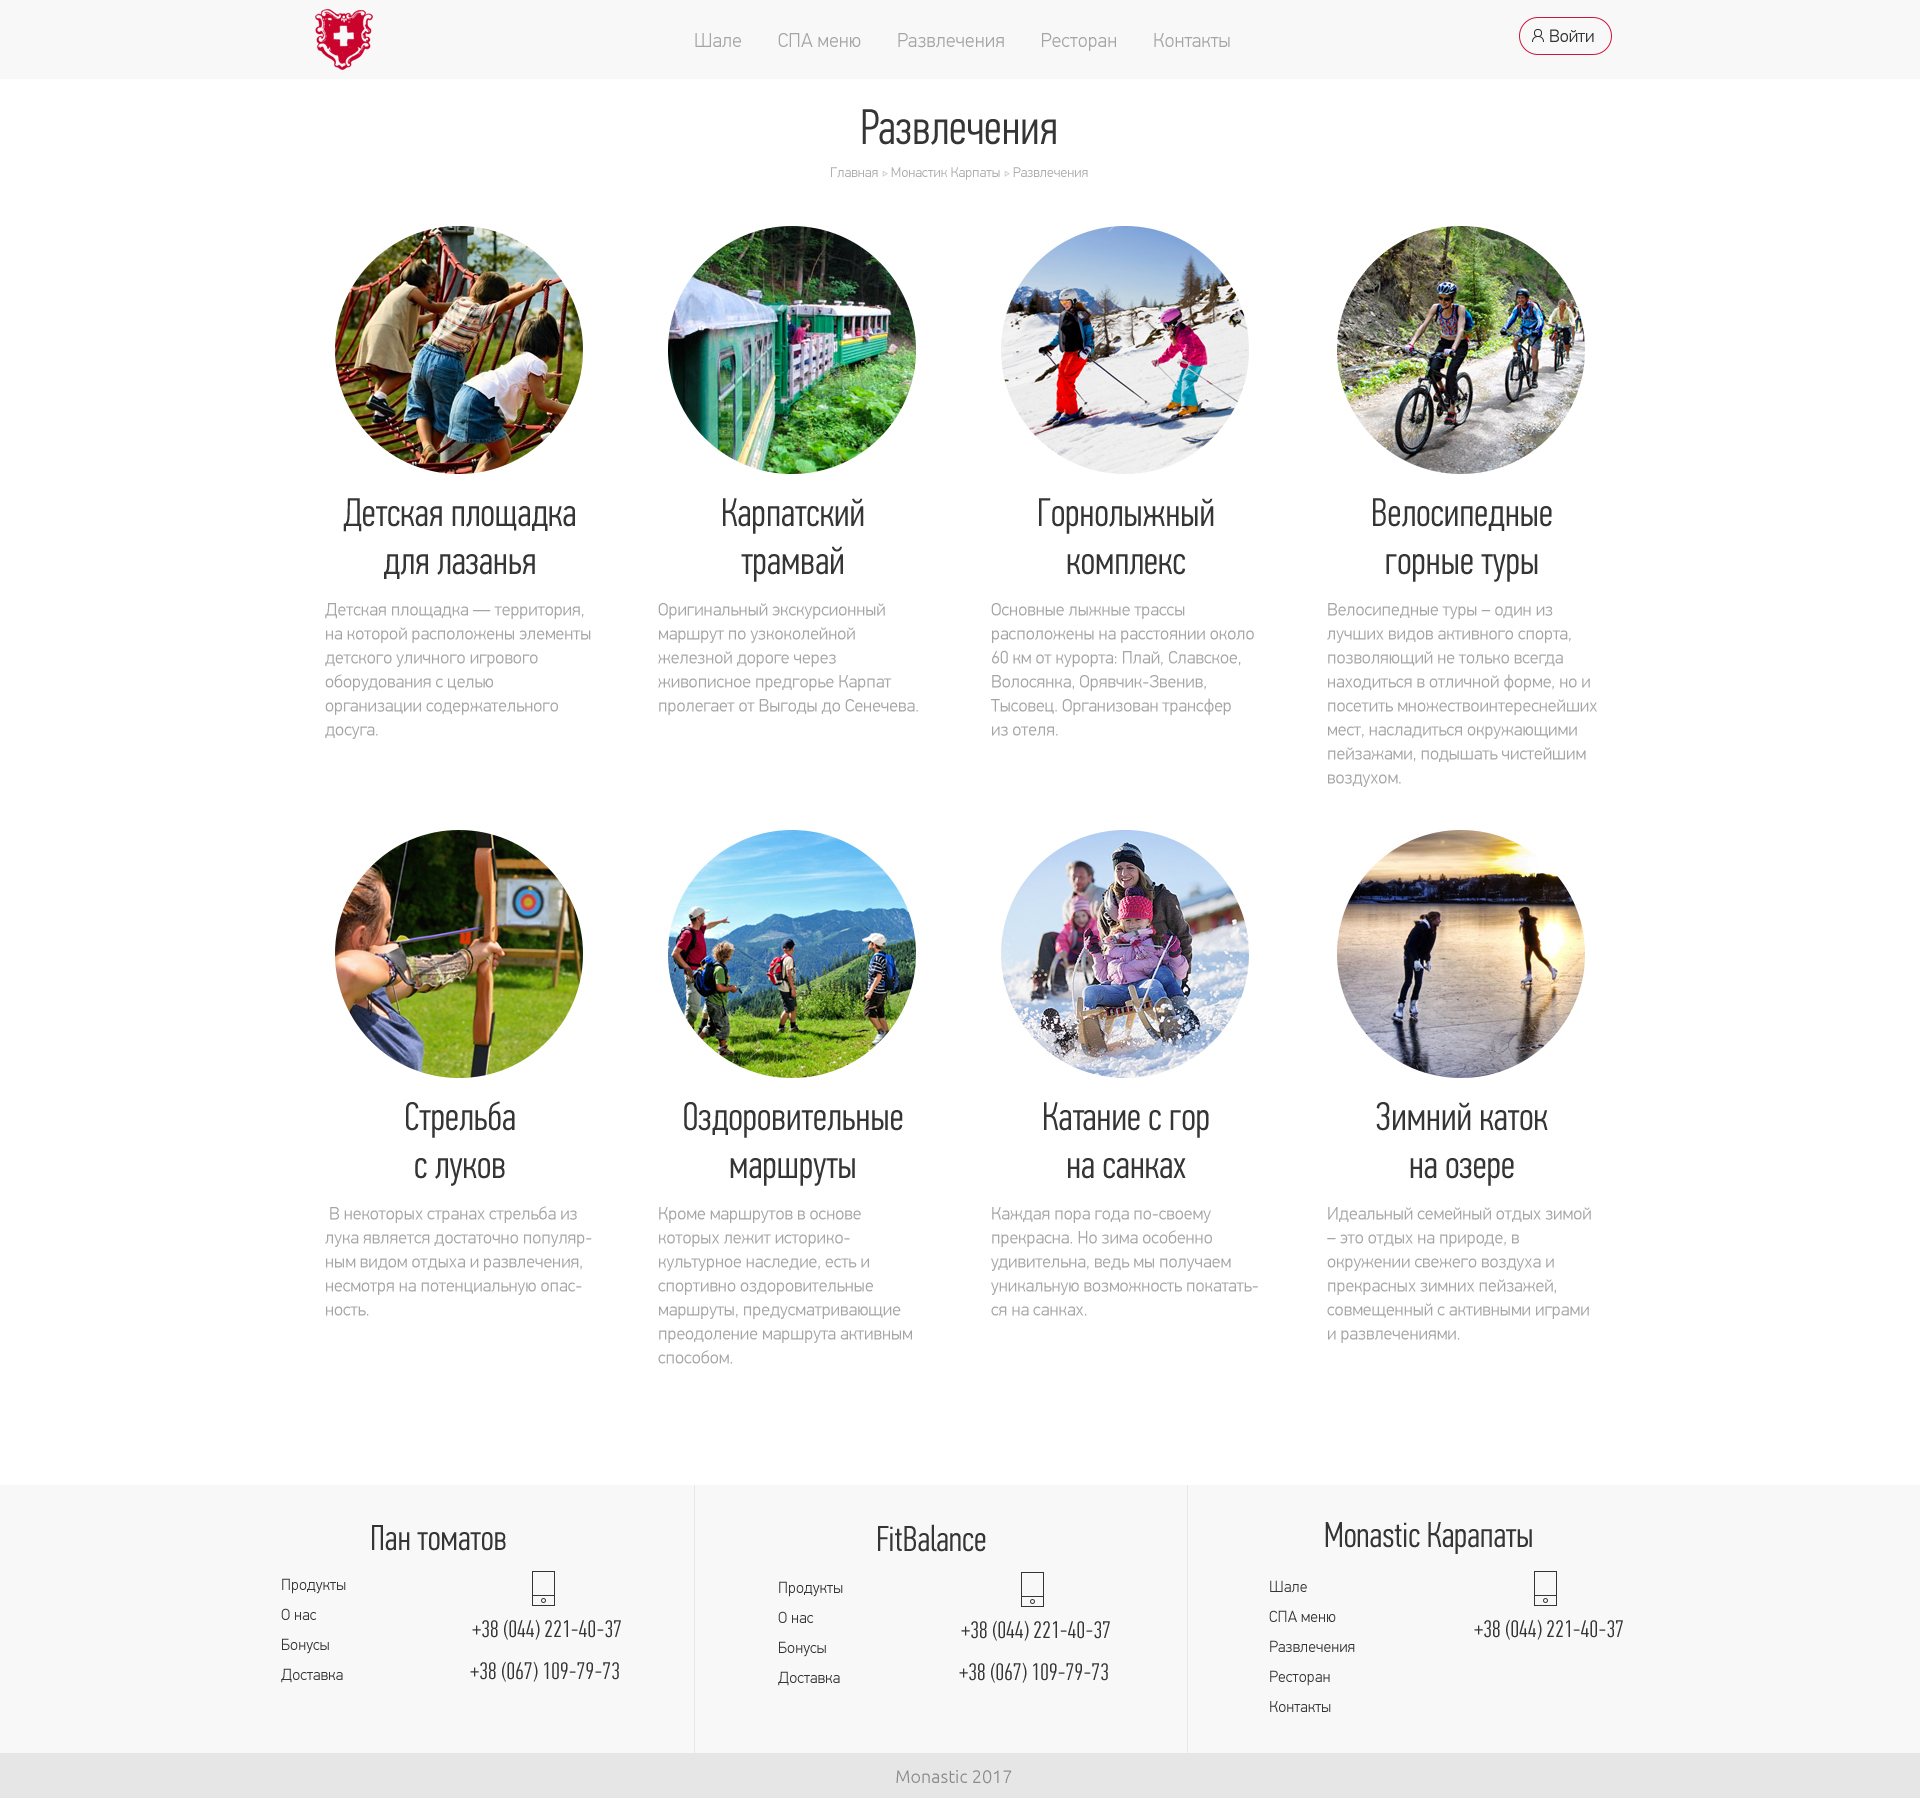 Шале СПА меню Развлечения Ресторан Контакты Войти
Развлечения
Главная ▹ Монастик Карпаты ▹ Развлечения
Детская площадка
для лазанья
Детская площадка — территория,
на которой расположены элементы
детского уличного игрового
оборудования с целью
организации содержательного
досуга.
Карпатский
трамвай
Оригинальный экскурсионный
маршрут по узкоколейной
железной дороге через
живописное предгорье Карпат
пролегает от Выгоды до Сенечева.
Горнолыжный
комплекс
Основные лыжные трассы
расположены на расстоянии около
60 км от курорта: Плай, Славское,
Волосянка, Орявчик-Звенив,
Тысовец. Организован трансфер
из отеля.
Велосипедные
горные туры
Велосипедные туры – один из
лучших видов активного спорта,
позволяющий не только всегда
находиться в отличной форме, но и
посетить множествоинтереснейших
мест, насладиться окружающими
пейзажами, подышать чистейшим
воздухом.
Стрельба
с луков
В некоторых странах стрельба из
лука является достаточно популяр-
ным видом отдыха и развлечения,
несмотря на потенциальную опас-
ность.
Оздоровительные
маршруты
Кроме маршрутов в основе
которых лежит историко-
культурное наследие, есть и
спортивно оздоровительные
маршруты, предусматривающие
преодоление маршрута активным
способом.
Катание с гор
на санках
Каждая пора года по-своему
прекрасна. Но зима особенно
удивительна, ведь мы получаем
уникальную возможность покатать-
ся на санках.
Зимний каток
на озере
Идеальный семейный отдых зимой
– это отдых на природе, в
окружении свежего воздуха и
прекрасных зимних пейзажей,
совмещенный с активными играми
и развлечениями.
Пан томатов
Продукты
О нас
Бонусы
Доставка
+38 (044) 221-40-37
+38 (067) 109-79-73
FitBalance
Продукты
О нас
Бонусы
Доставка
+38 (044) 221-40-37
+38 (067) 109-79-73
Monastic Карапаты
Шале
СПА меню
Развлечения
Ресторан
Контакты
+38 (044) 221-40-37
Monastic 2017